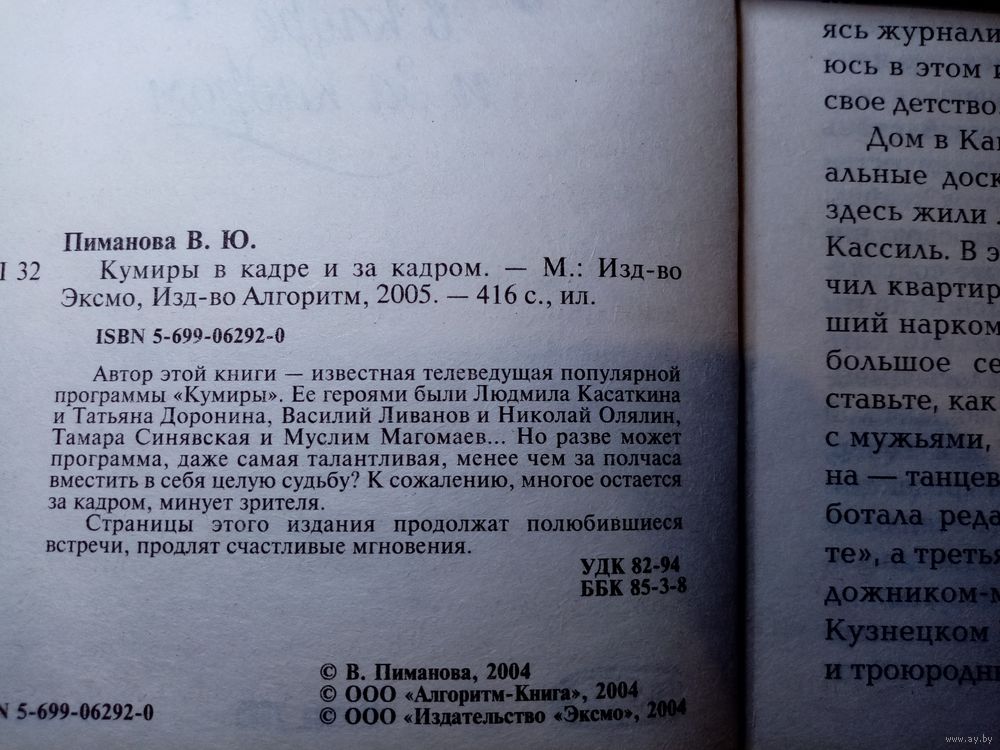 Пиманова В. Ю.
32 Кумиры в кадре и за кадром. — М.: Изд-во
Эксмо, Изд-во Алгоритм, 2005. — 416 с., ил.
ISBN 5-699-06292-0
Автор этой книги — известная телеведущая популярной
программы «Кумиры». Ее героями были Людмила Касаткина
и Татьяна Доронина, Василий Ливанов и Николай Олялин,
Тамара Синявская и Муслим Магомаев... Но разве может
программа, даже самая талантливая, менее чем за полчаса
вместить в себя целую судьбу? К сожалению, многое остается
за кадром, минует зрителя.
Страницы этого издания продолжат полюбившиеся
встречи, продлят счастливые мгновения.
УДК 82-94
ББК 85-3-8
© В. Пиманова, 2004
© ООО «Алгоритм-Книга», 2004
N 5-699-06292-0
© ООО «Издательство «Эксмо», 2004
ясь журнали
юсь в этом
свое детство
Дом в Ка
альные доск
здесь жили
Кассиль. В э
чил квартир
ший нарком
большое се
ставьте, как
с мужьями,
на — танцев
ботала реда
те», а третья
дожником-м
Кузнецком
и троюродн
www.ay.by